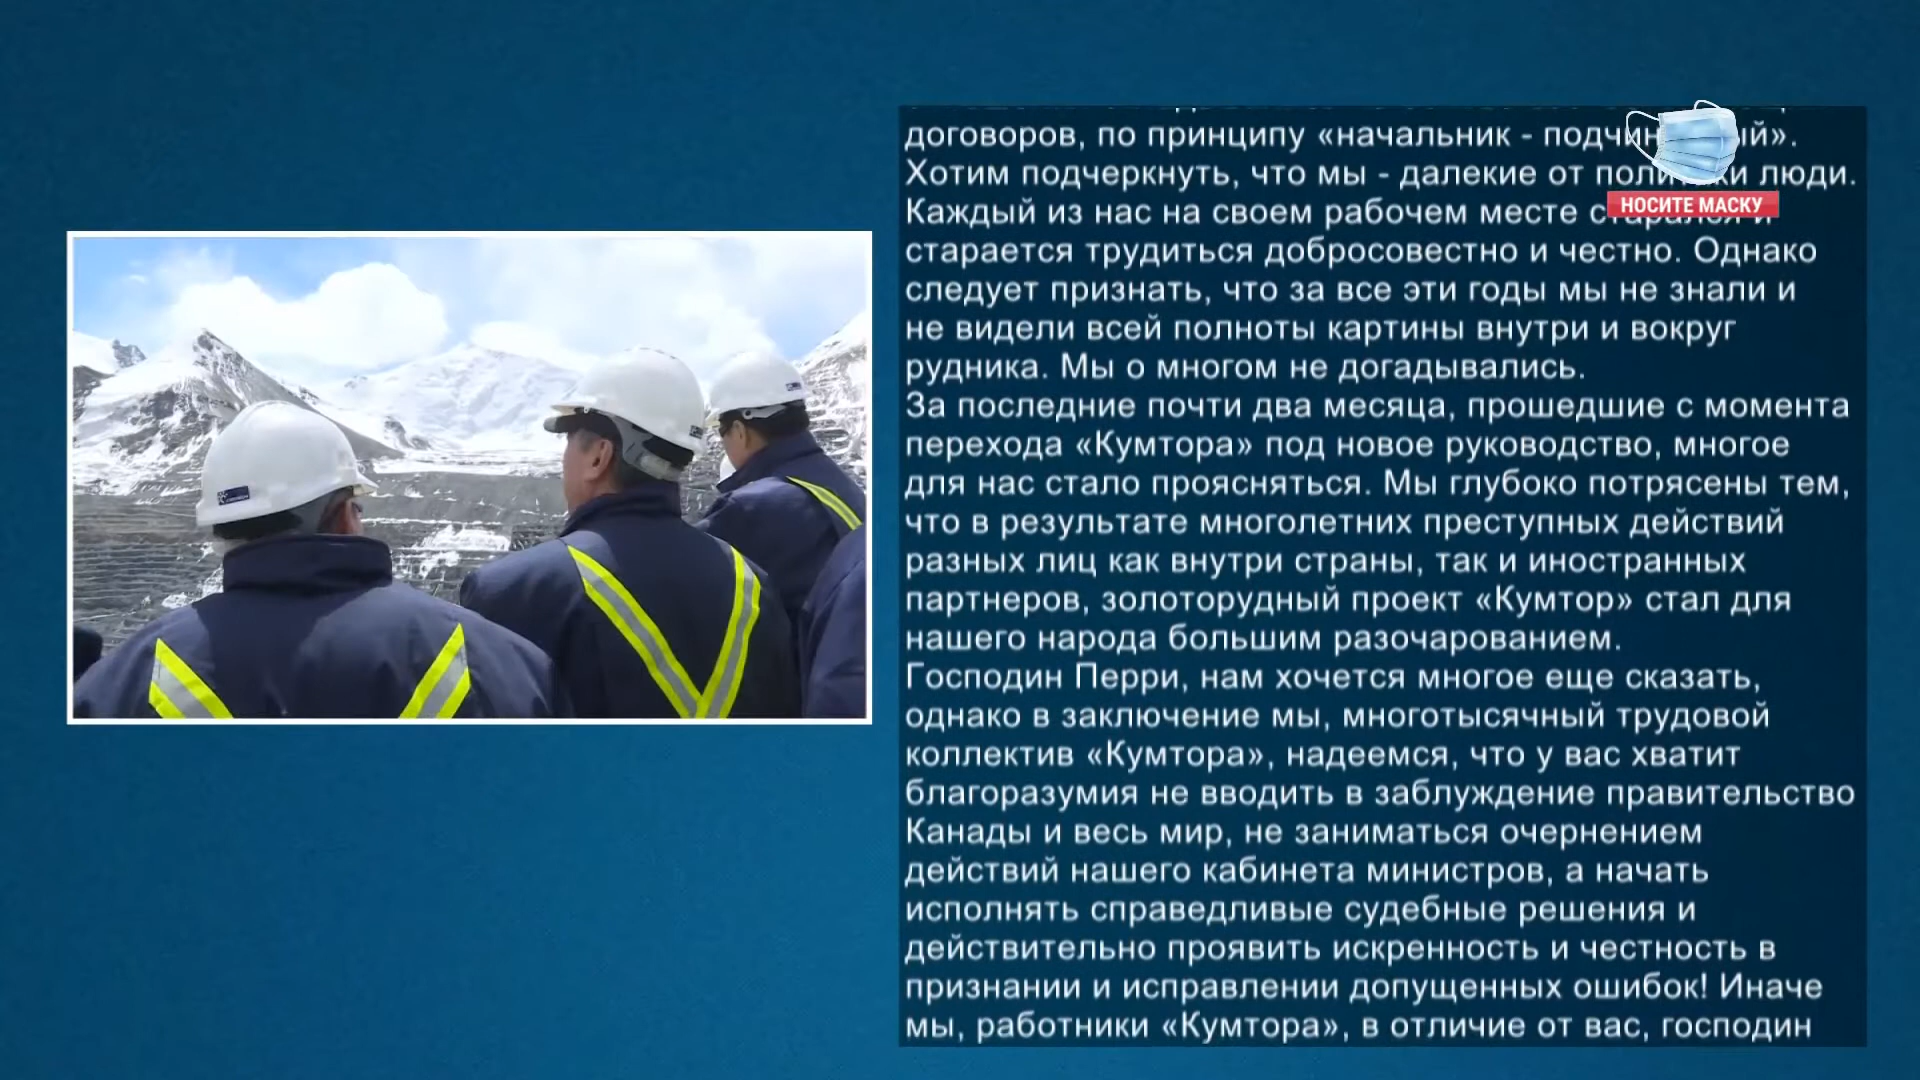 договоров, по принципу «начальник -
Хотим подчеркнуть, что мы - далекие от люди.
Каждый из нас на своем рабочем месте старался и
старается трудиться добросовестно и честно. Однако
следует признать, что за все эти годы мы не знали и
не видели всей полноты картины внутри и вокруг
рудника. Мы о многом не догадывались.
За последние почти два месяца, прошедшие с момента
перехода «Кумтора» под новое руководство, многое
для нас стало проясняться. Мы глубоко потрясены тем,
что в результате многолетних преступных действий
разных лиц как внутри страны, так и иностранных
партнеров, золоторудный проект «Кумтор» стал для
нашего народа большим разочарованием.
Господин Перри, нам хочется многое еще сказать,
однако в заключение мы, многотысячный трудовой
коллектив «Кумтора», надеемся, что у вас хватит
благоразумия не вводить в заблуждение правительство
Канады и весь мир, не заниматься очернением
действий нашего кабинета министров, а начать
исполнять справедливые судебные решения и
действительно проявить искренность и честность в
признании и исправлении допущенных ошибок! Иначе
мы, работники «Кумтора», в отличие от вас, господин
НОСИТЕ МАСКУ